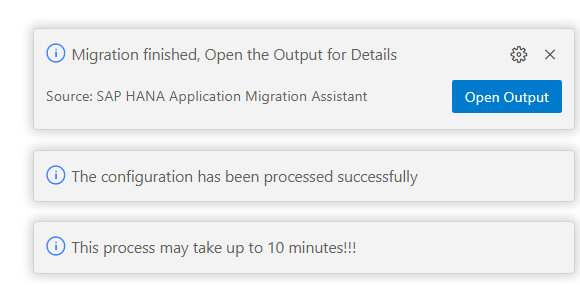 Migration finished, Open the Output for Details
Source: SAP HANA Application Migration Assistant
Open Output
The configuration has been processed successfully
This process may take up to 10 minutes!!!